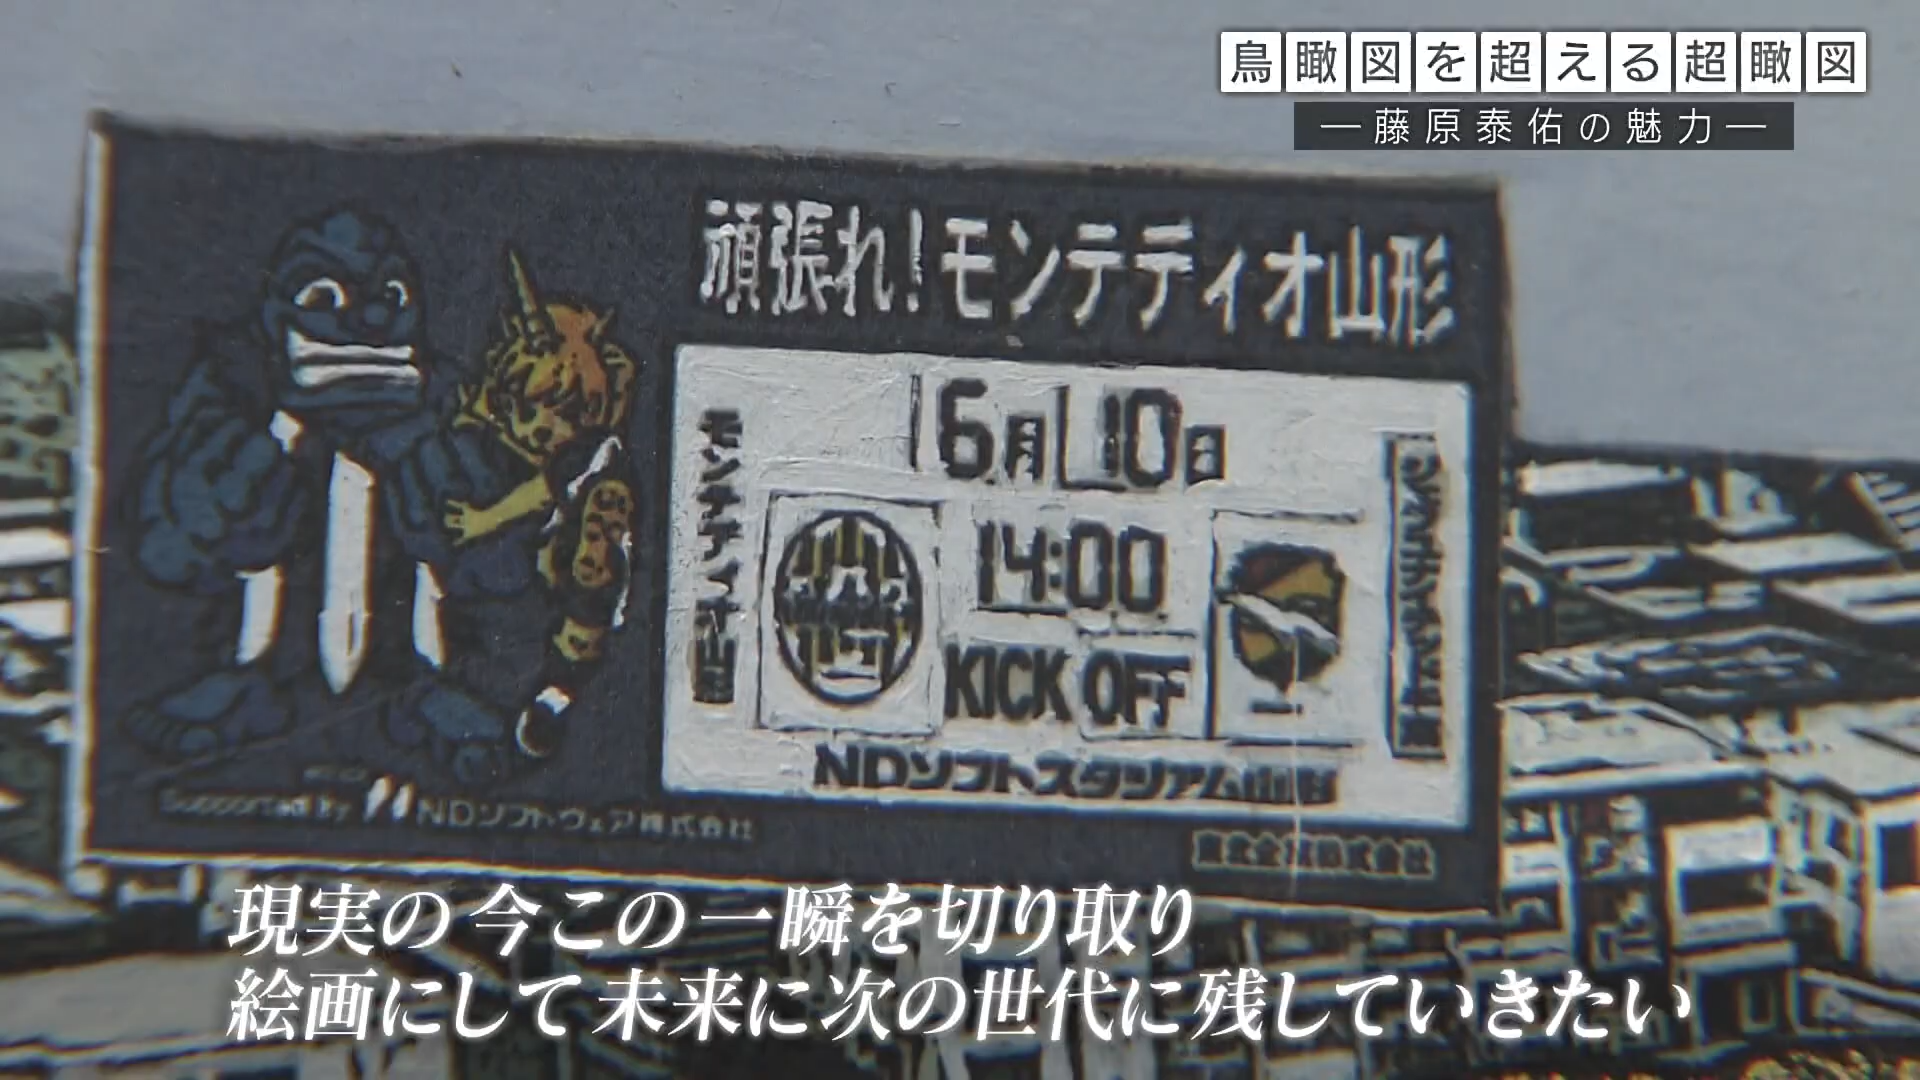 鳥瞰図を超える超瞰図
―藤原泰佑の魅力―
頑張れ!モンテディオ山形
6月10日
モンテディオ山形
14:00
KICK OFF
NDソフトスタジアム山形
Supported by NDソフトウェア株式会社
現実の今この一瞬を切り取り
絵画にして未来に次の世代に残していきたい